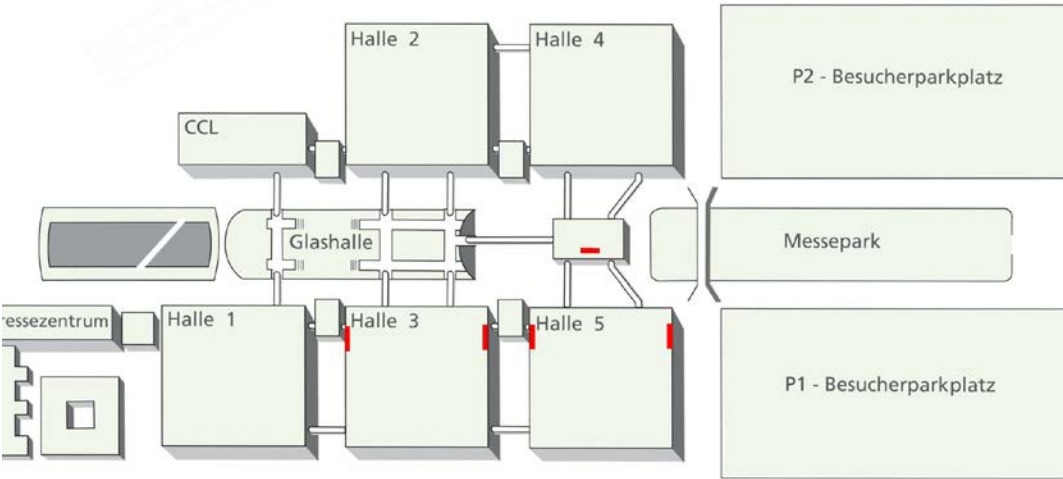 Halle 2
Halle 4
P2 - Besucherparkplatz
CCL
Glashalle
Messepark
ressezentrum
Halle 1
Halle 3
Halle 5
P1 - Besucherparkplatz